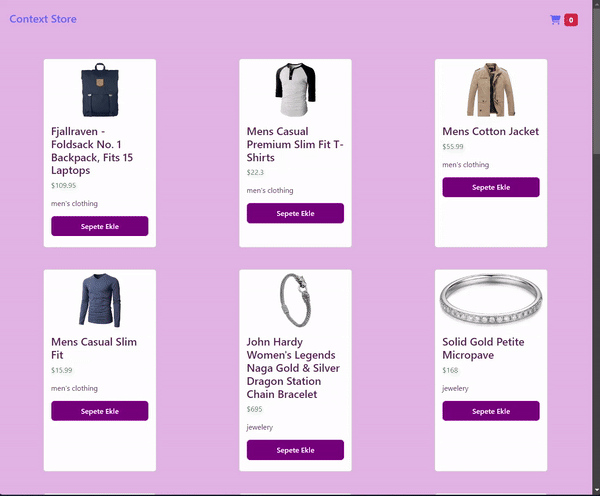 Context Store
0
Fjallraven -
Foldsack No. 1
Backpack, Fits 15
Laptops
$109.95
men's clothing
Sepete Ekle
Mens Casual
Premium Slim Fit T-
Shirts
$22.3
men's clothing
Sepete Ekle
Mens Cotton Jacket
$55.99
men's clothing
Sepete Ekle
Mens Casual Slim
Fit
$15.99
men's clothing
Sepete Ekle
John Hardy
Women's Legends
Naga Gold & Silver
Dragon Station
Chain Bracelet
$695
jewelery
Sepete Ekle
Solid Gold Petite
Micropave
$168
jewelery
Sepete Ekle